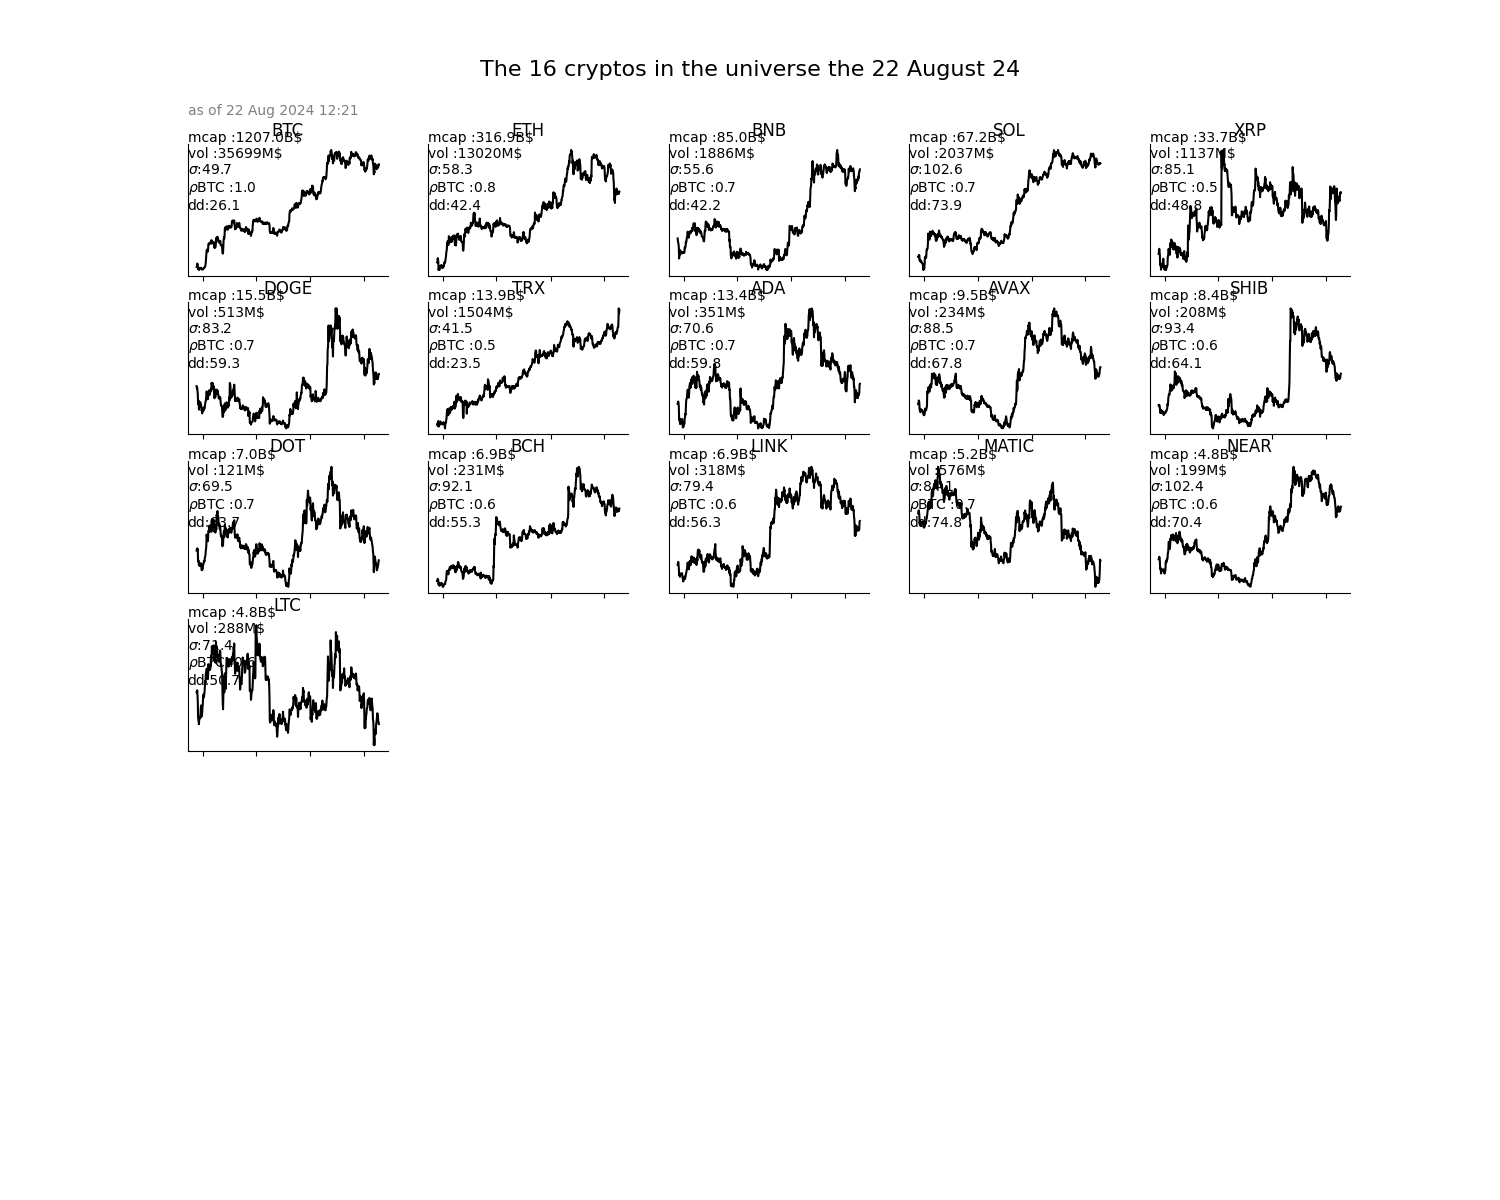 The 16 cryptos in the universe the 22 August 24
as of 22 Aug 2024 12:21
BTC
mcap :1207.0B$
vol :35699M$
σ:49.7
ρBTC :1.0
dd:26.1
ETH
mcap :316.9B$
vol :13020M$
σ:58.3
ρBTC :0.8
dd:42.4
BNB
mcap :85.0B$
vol :1886M$
σ:55.6
ρBTC :0.7
dd:42.2
SOL
mcap :67.2B$
vol :2037M$
σ:102.6
ρBTC :0.7
dd:73.9
XRP
mcap :33.7B$
vol :1137M$
σ:85.1
ρBTC :0.5
dd:48.8
DOGE
mcap :15.5B$
vol :513M$
σ:83.2
ρBTC :0.7
dd:59.3
TRX
mcap :13.9B$
vol :1504M$
σ:41.5
ρBTC :0.5
dd:23.5
ADA
mcap :13.4B$
vol :351M$
σ:70.6
ρBTC :0.7
dd:59.8
AVAX
mcap :9.5B$
vol :234M$
σ:88.5
ρBTC :0.7
dd:67.8
SHIB
mcap :8.4B$
vol :208M$
σ:93.4
ρBTC :0.6
dd:64.1
DOT
mcap :7.0B$
vol :121M$
σ:69.5
ρBTC :0.7
BCH
mcap :6.9B$
vol :231M$
σ:92.1
ρBTC :0.6
dd:55.3
LINK
mcap :6.9B$
vol :318M$
σ:79.4
ρBTC :0.6
dd:56.3
MATIC
mcap :5.2B$
vol :576M$
ρBTC :0.7
dd:74.8
NEAR
mcap :4.8B$
vol :199M$
σ:102.4
ρBTC :0.6
dd:70.4
LTC
mcap :4.8B$
vol :288M$
ρBTC
dd:50.7